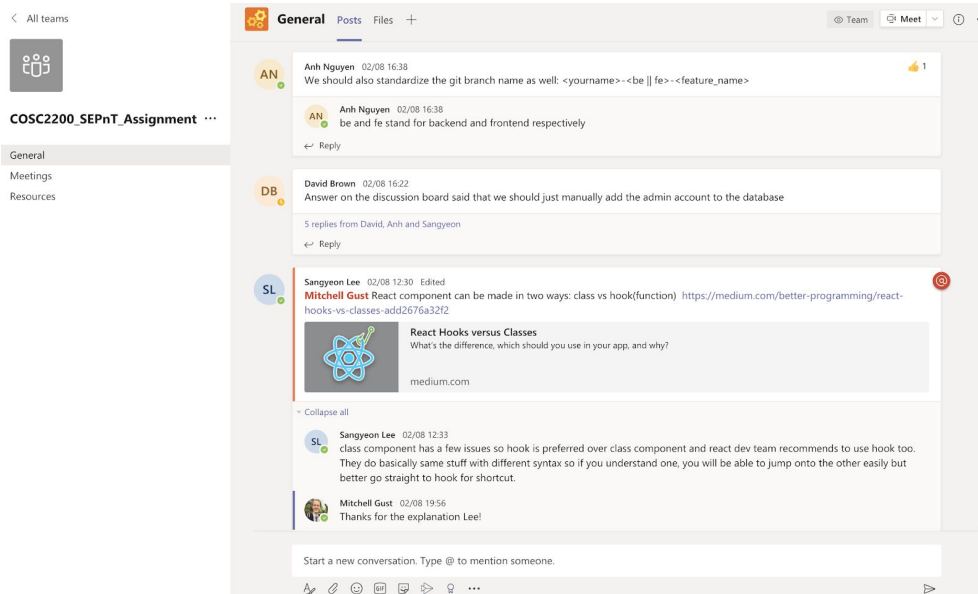 All teams
COSC2200_SEPnT_Assignment ...
General
Meetings
Resources
General Posts Files +
Team
Meet
AN
Anh Nguyen 02/08 16:38
1
We should also standardize the git branch name as well: <yourname>-<be || fe>-<feature_name>
AN
Anh Nguyen 02/08 16:38
be and fe stand for backend and frontend respectively
Reply
DB
David Brown 02/08 16:22
Answer on the discussion board said that we should just manually add the admin account to the database
5 replies from David, Anh and Sangyeon
Reply
SL
Sangyeon Lee 02/08 12:30 Edited
@
Mitchell Gust React component can be made in two ways: class vs hook(function) https://medium.com/better-programming/react-
hooks-vs-classes-add2676a32f2
React Hooks versus Classes
What's the difference, which should you use in your app, and why?
medium.com
Collapse all
SL
Sangyeon Lee 02/08 12:33
class component has a few issues so hook is preferred over class component and react dev team recommends to use hook too.
They do basically same stuff with different syntax so if you understand one, you will be able to jump onto the other easily but
better go straight to hook for shortcut.
Mitchell Gust 02/08 19:56
Thanks for the explanation Lee!
Start a new conversation. Type @ to mention someone.
GIF
...